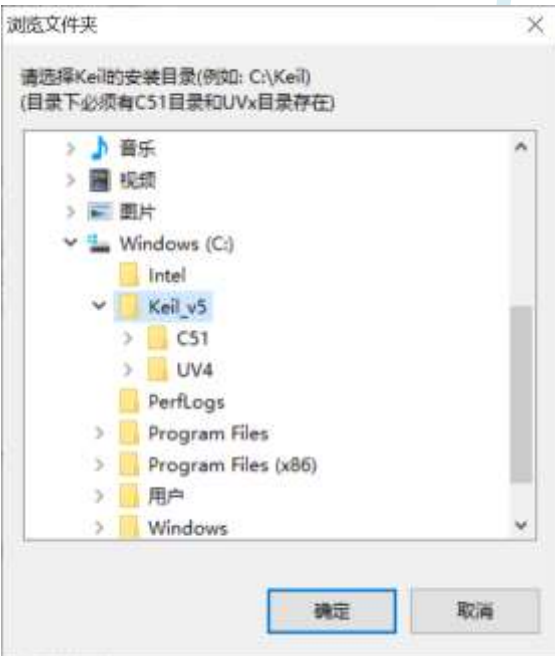 浏览文件夹
请选择Keil的安装目录(例如: C:\Keil)
(目录下必须有C51目录和UVx目录存在)
音乐
视频
图片
Windows (C:)
Intel
Keil_v5
C51
UV4
PerfLogs
Program Files
Program Files (x86)
用户
Windows
确定
取消